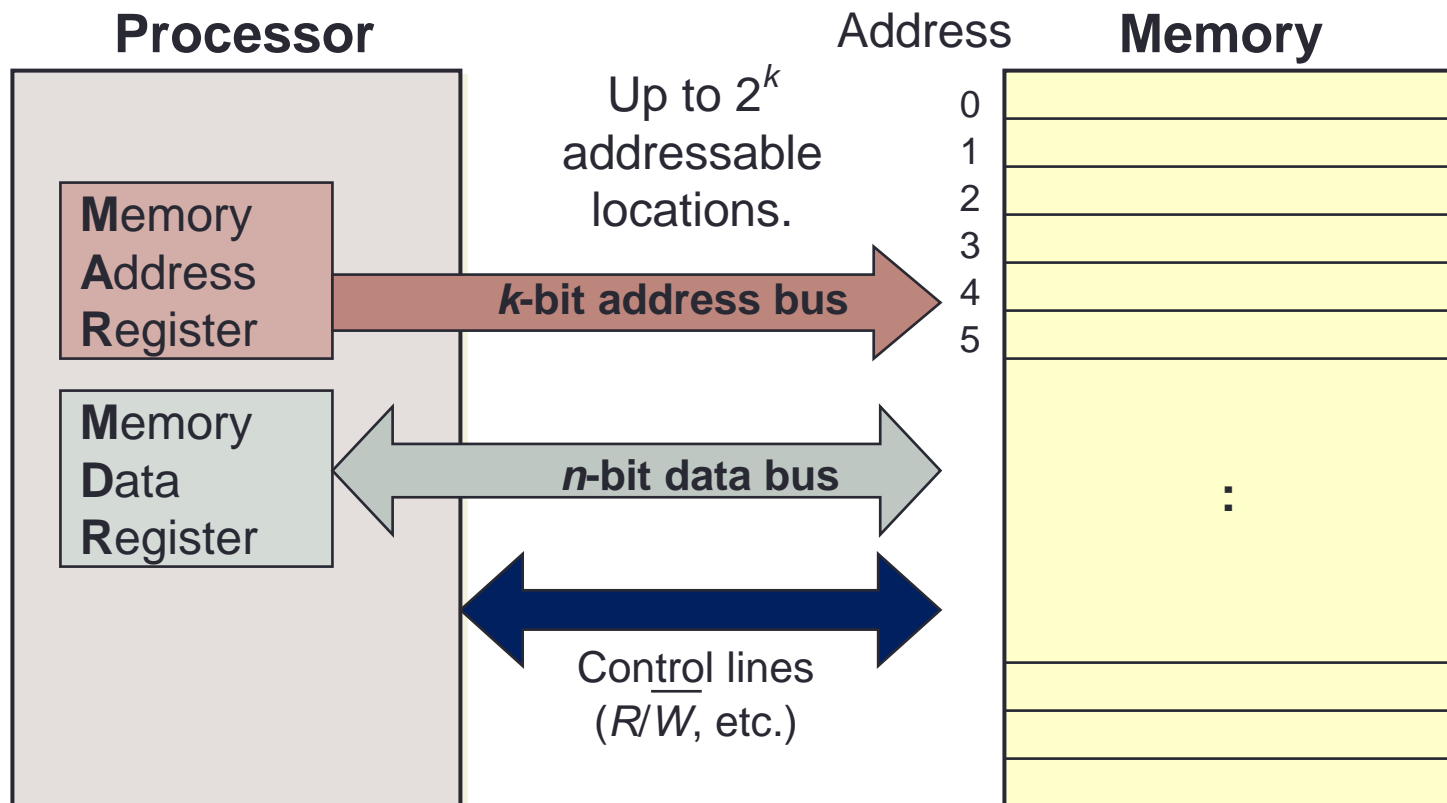 Processor
Address
Memory
Up to 2^k
addressable
locations.
Memory
Address
Register
k-bit address bus
Memory
Data
Register
n-bit data bus
Control lines
(R/W̅, etc.)
0
1
2
3
4
5
: